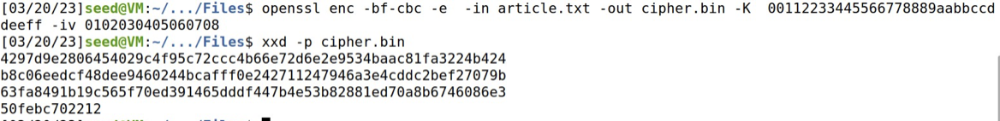 [03/20/23]seed@VM:~/.../Files$ openssl enc -bf-cbc -e  -in article.txt -out cipher.bin -K  00112233445566778889aabbccd
deeff -iv 0102030405060708
[03/20/23]seed@VM:~/.../Files$ xxd -p cipher.bin
4297d9e2806454029c4f95c72ccc4b66e72d6e2e9534baac81fa3224b424
b8c06eedcf48dee9460244bcafff0e242711247946a3e4cddc2bef27079b
63fa8491b19c565f70ed391465dddf447b4e53b82881ed70a8b6746086e3
50febc702212